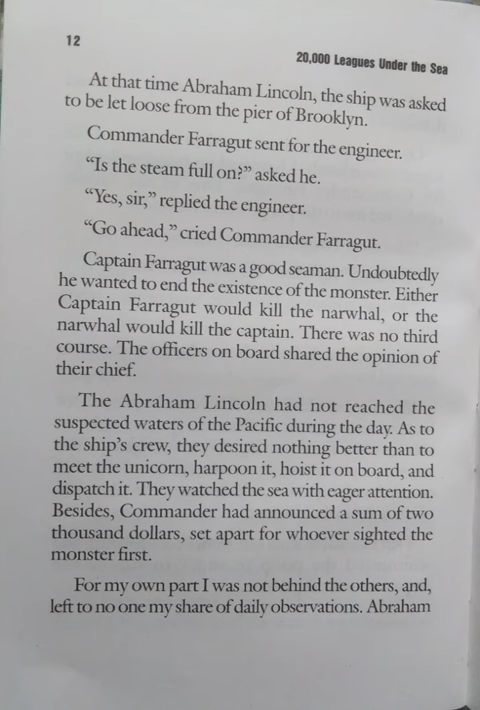 12
20,000 Leagues Under the Sea
At that time Abraham Lincoln, the ship was asked
to be let loose from the pier of Brooklyn.
Commander Farragut sent for the engineer.
“Is the steam full on?” asked he.
“Yes, sir,” replied the engineer.
“Go ahead,” cried Commander Farragut.
Captain Farragut was a good seaman. Undoubtedly
he wanted to end the existence of the monster. Either
Captain Farragut would kill the narwhal, or the
narwhal would kill the captain. There was no third
course. The officers on board shared the opinion of
their chief.
The Abraham Lincoln had not reached the
suspected waters of the Pacific during the day. As to
the ship’s crew, they desired nothing better than to
meet the unicorn, harpoon it, hoist it on board, and
dispatch it. They watched the sea with eager attention.
Besides, Commander had announced a sum of two
thousand dollars, set apart for whoever sighted the
monster first.
For my own part I was not behind the others, and,
left to no one my share of daily observations. Abraham